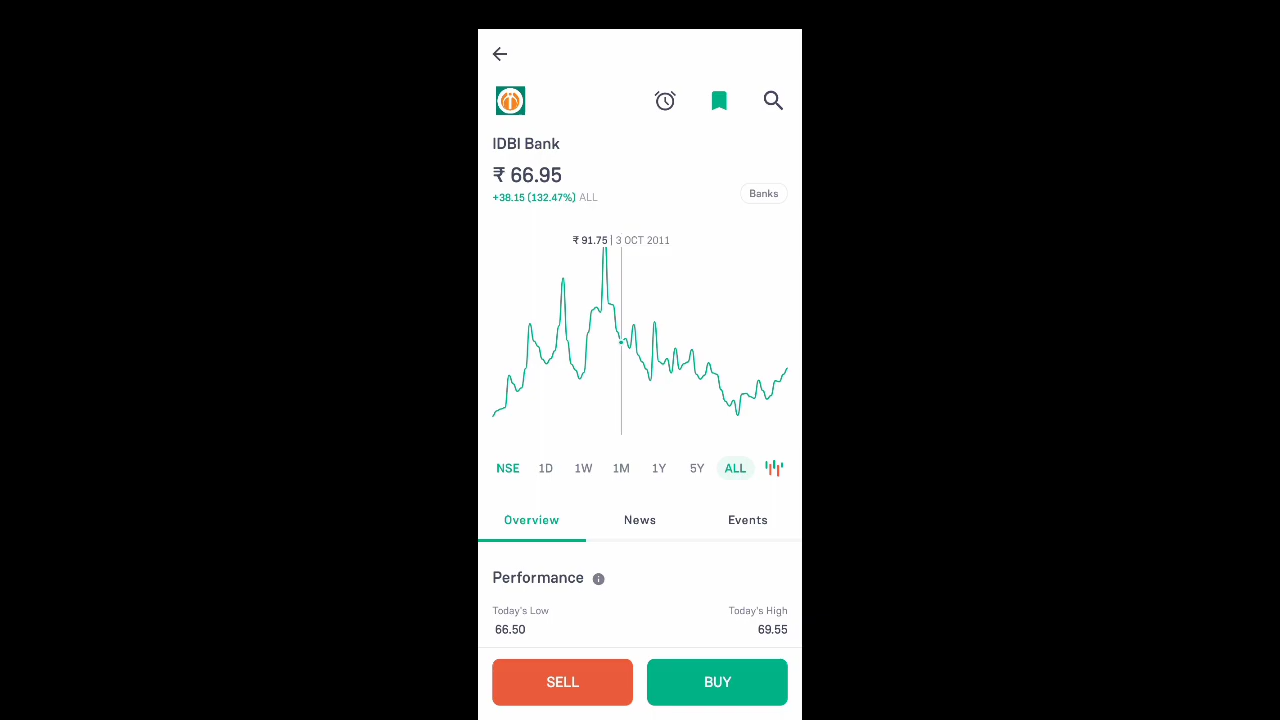 IDBI Bank
₹ 66.95
+38.15 (132.47%) ALL
Banks
₹ 91.75 | 3 OCT 2011
NSE 1D 1W 1M 1Y 5Y ALL
Overview News Events
Performance
Today's Low Today's High
66.50 69.55
SELL BUY